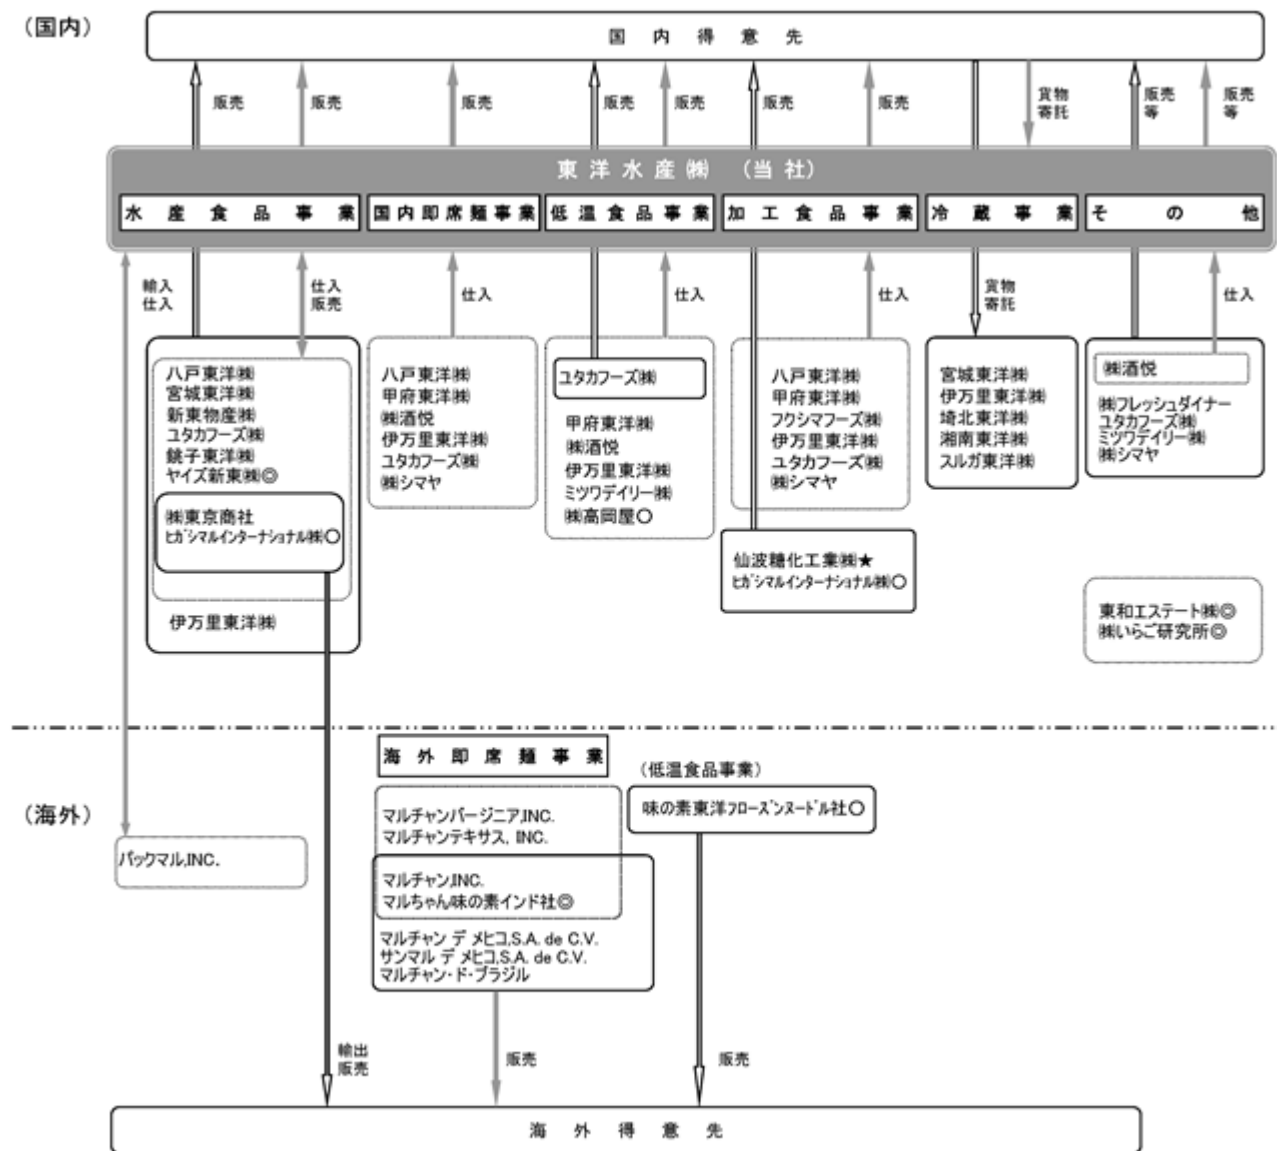 （国内）
国内得意先
販売
販売
販売
販売
販売
販売
販売
貨物
寄託
販売
等
販売
等
東洋水産㈱ （当社）
水産食品事業
国内即席麺事業
低温食品事業
加工食品事業
冷蔵事業
その他
輸入
仕入
仕入
販売
仕入
仕入
仕入
貨物
寄託
仕入
八戸東洋㈱
宮城東洋㈱
新東物産㈱
ユタカフーズ㈱
銚子東洋㈱
ヤイズ新東㈱◎
㈱東京商社
ヒガシマルインターナショナル㈱○
伊万里東洋㈱
八戸東洋㈱
甲府東洋㈱
㈱酒悦
伊万里東洋㈱
ユタカフーズ㈱
㈱シマヤ
ユタカフーズ㈱
甲府東洋㈱
㈱酒悦
伊万里東洋㈱
ミツワデイリー㈱
㈱高岡屋○
八戸東洋㈱
甲府東洋㈱
フクシマフーズ㈱
伊万里東洋㈱
ユタカフーズ㈱
㈱シマヤ
仙波糖化工業㈱★
ヒガシマルインターナショナル㈱○
宮城東洋㈱
伊万里東洋㈱
埼北東洋㈱
湘南東洋㈱
スルガ東洋㈱
㈱酒悦
㈱フレッシュダイナー
ユタカフーズ㈱
ミツワデイリー㈱
㈱シマヤ
東和エステート㈱◎
㈱いらご研究所◎
（海外）
海外即席麺事業
（低温食品事業）
パックマル,INC.
マルチャンバージニア,INC.
マルチャンテキサス, INC.
マルチャン,INC.
マルちゃん味の素インド社◎
マルチャン デ メヒコ,S.A. de C.V.
サンマル デ メヒコ,S.A. de C.V.
マルチャン・ド・ブラジル
味の素東洋フローズンヌードル社○
輸出
販売
販売
販売
海外得意先